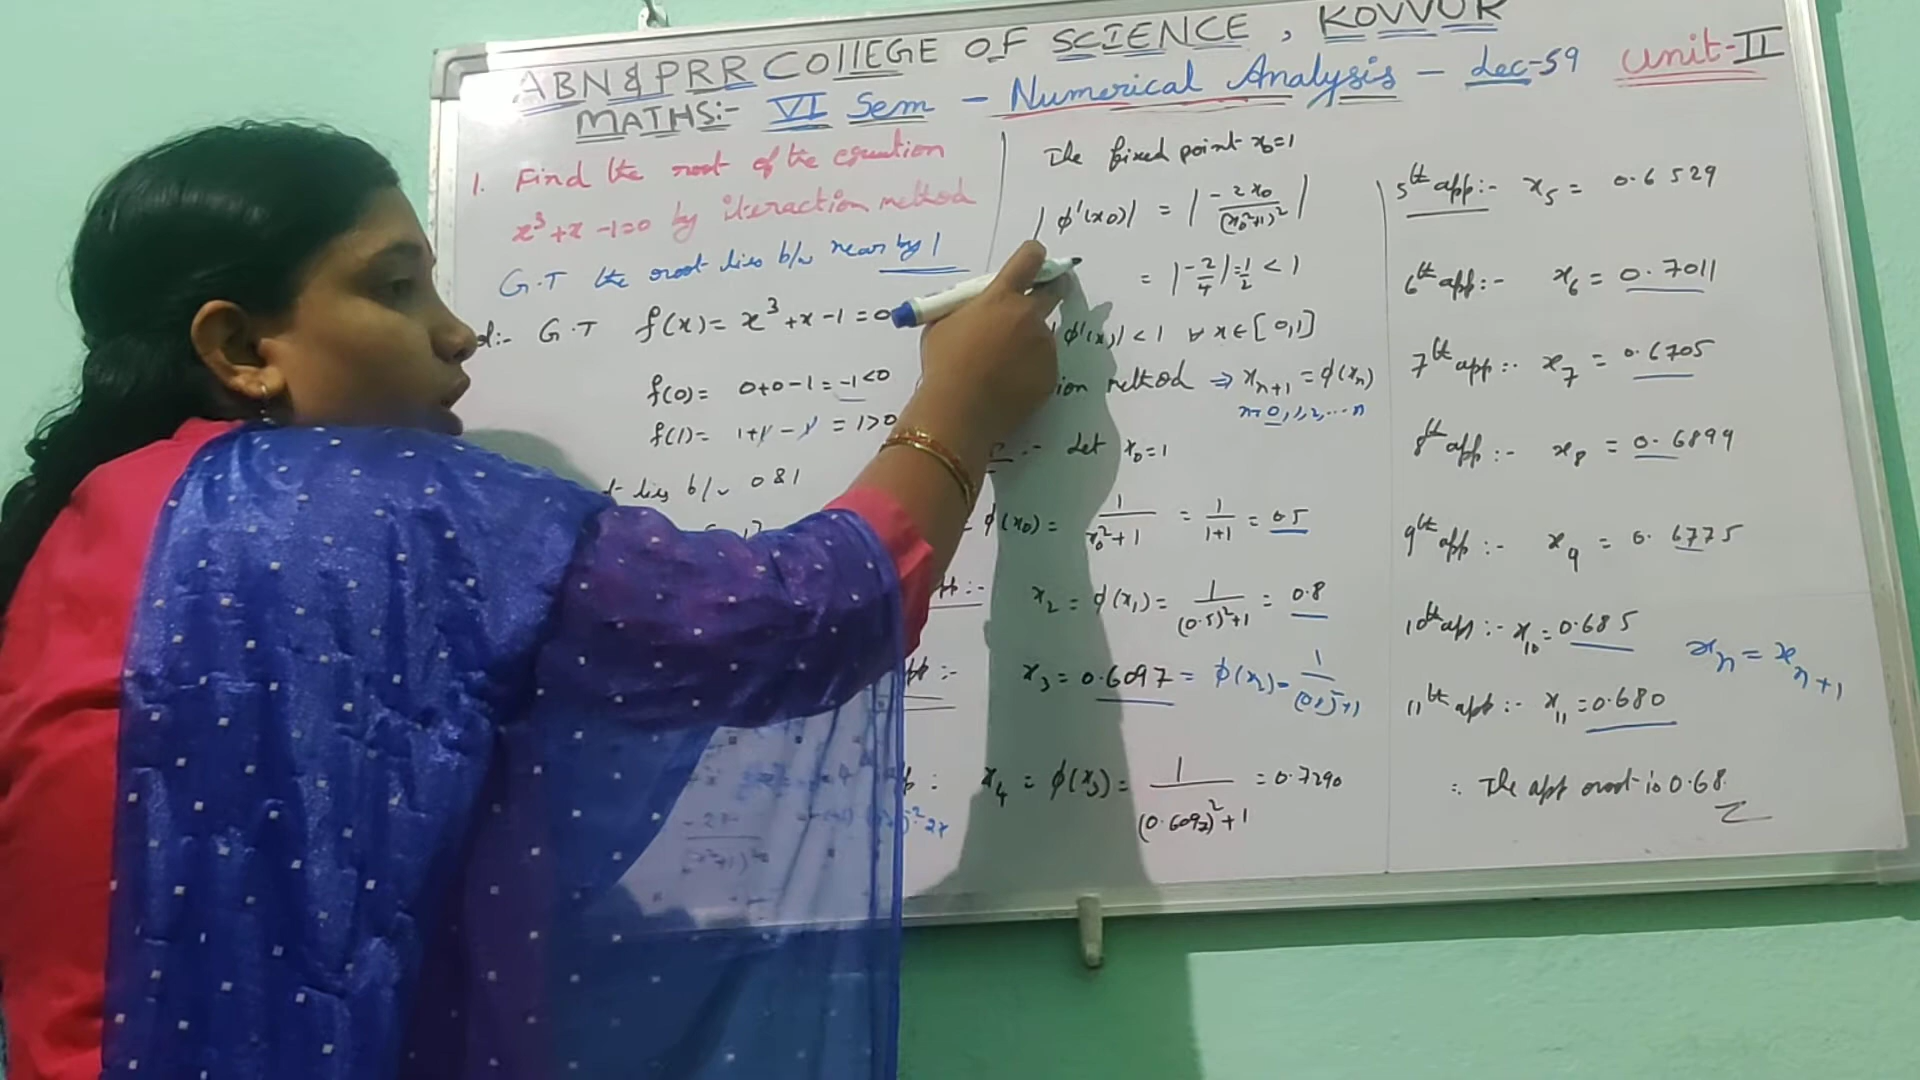 ABN & PRR COllEGE OF SCIENCE, KOVVUR
MATHS:- VI Sem - Numerical Analysis - Lec-59 Unit-II
1. Find the root of the equation
x³+x-1=0 by iteraction method
G.T the root lies b/w near by 1
G.T f(x)= x³+x-1=0
f(0)= 0+0-1=-1<0
f(1)= 1+1-1 = 1>0
lies b/w 0 & 1
The fixed point x₀=1
|φ'(x₀)| = |-2x₀/(x₀²+1)²|
= |-2/4|=1/2 < 1
|φ'(x)|<1 ∀ x∈[0,1]
ion method ⇒ xₙ₊₁ = φ(xₙ)
n=0,1,2,...n
:- Let x₀=1
= φ(x₀) = 1/(x₀²+1) = 1/(1+1) = 0.5
:- x₂ = φ(x₁) = 1/((0.5)²+1) = 0.8
:- x₃ = 0.6097 = φ(x₂) = 1/((0.8)²+1)
: x₄ = φ(x₃) = 1/((0.6097)²+1) = 0.7290
5th app:- x₅ = 0.6529
6th app:- x₆ = 0.7011
7th app:- x₇ = 0.6705
8th app:- x₈ = 0.6899
9th app:- x₉ = 0.6775
10th app:- x₁₀ = 0.685
xₙ = xₙ₊₁
11th app:- x₁₁ = 0.680
∴ The app root is 0.68